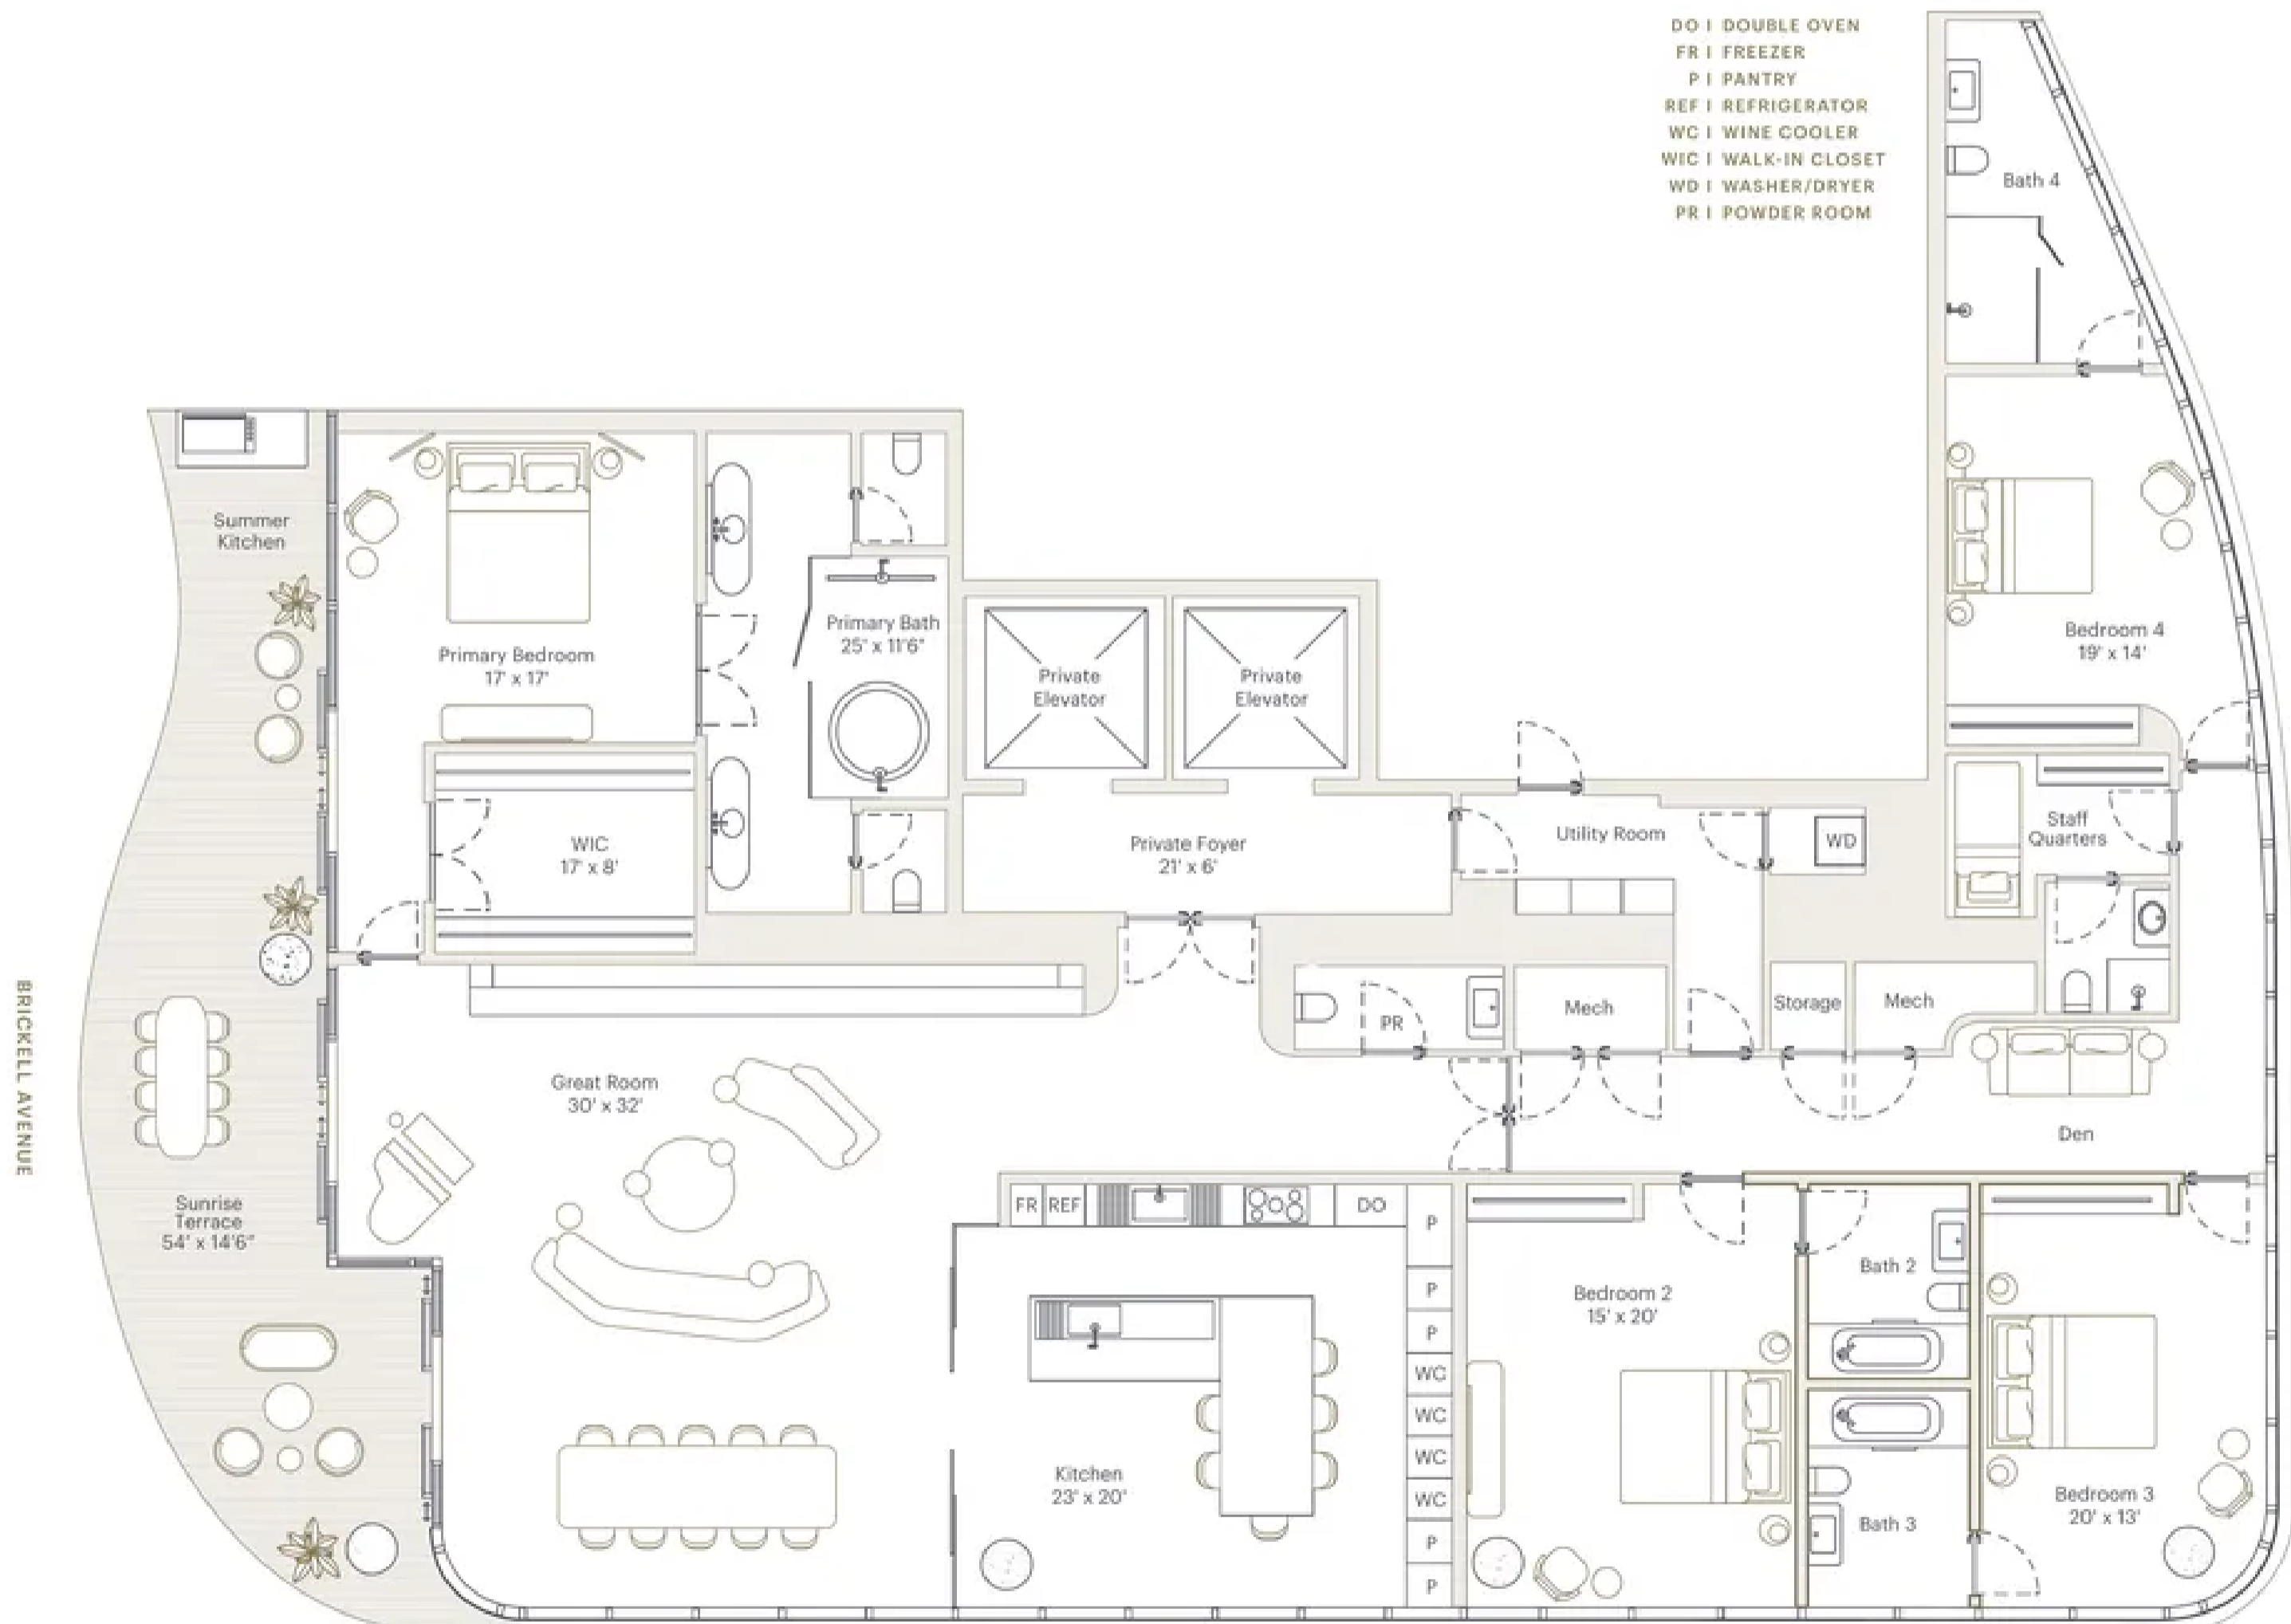 DO | DOUBLE OVEN
FR | FREEZER
P | PANTRY
REF | REFRIGERATOR
WC | WINE COOLER
WIC | WALK-IN CLOSET
WD | WASHER/DRYER
PR | POWDER ROOM
Bath 4
Summer
Kitchen
Primary Bedroom
17' x 17'
Primary Bath
25" x 11'6"
Private
Elevator
Private
Elevator
Bedroom 4
19' x 14'
WIC
17' x 8'
Private Foyer
21' x 6'
Utility Room
WD
Staff
Quarters
BRICKELL AVENUE
PR
Mech
Storage
Mech
Great Room
30' x 32'
Den
Sunrise
Terrace
54' x 14'6"
FR
REF
DO
P
P
P
WC
WC
WC
WC
P
P
Bedroom 2
15' x 20'
Bath 2
Kitchen
23' x 20'
Bath 3
Bedroom 3
20' x 13'